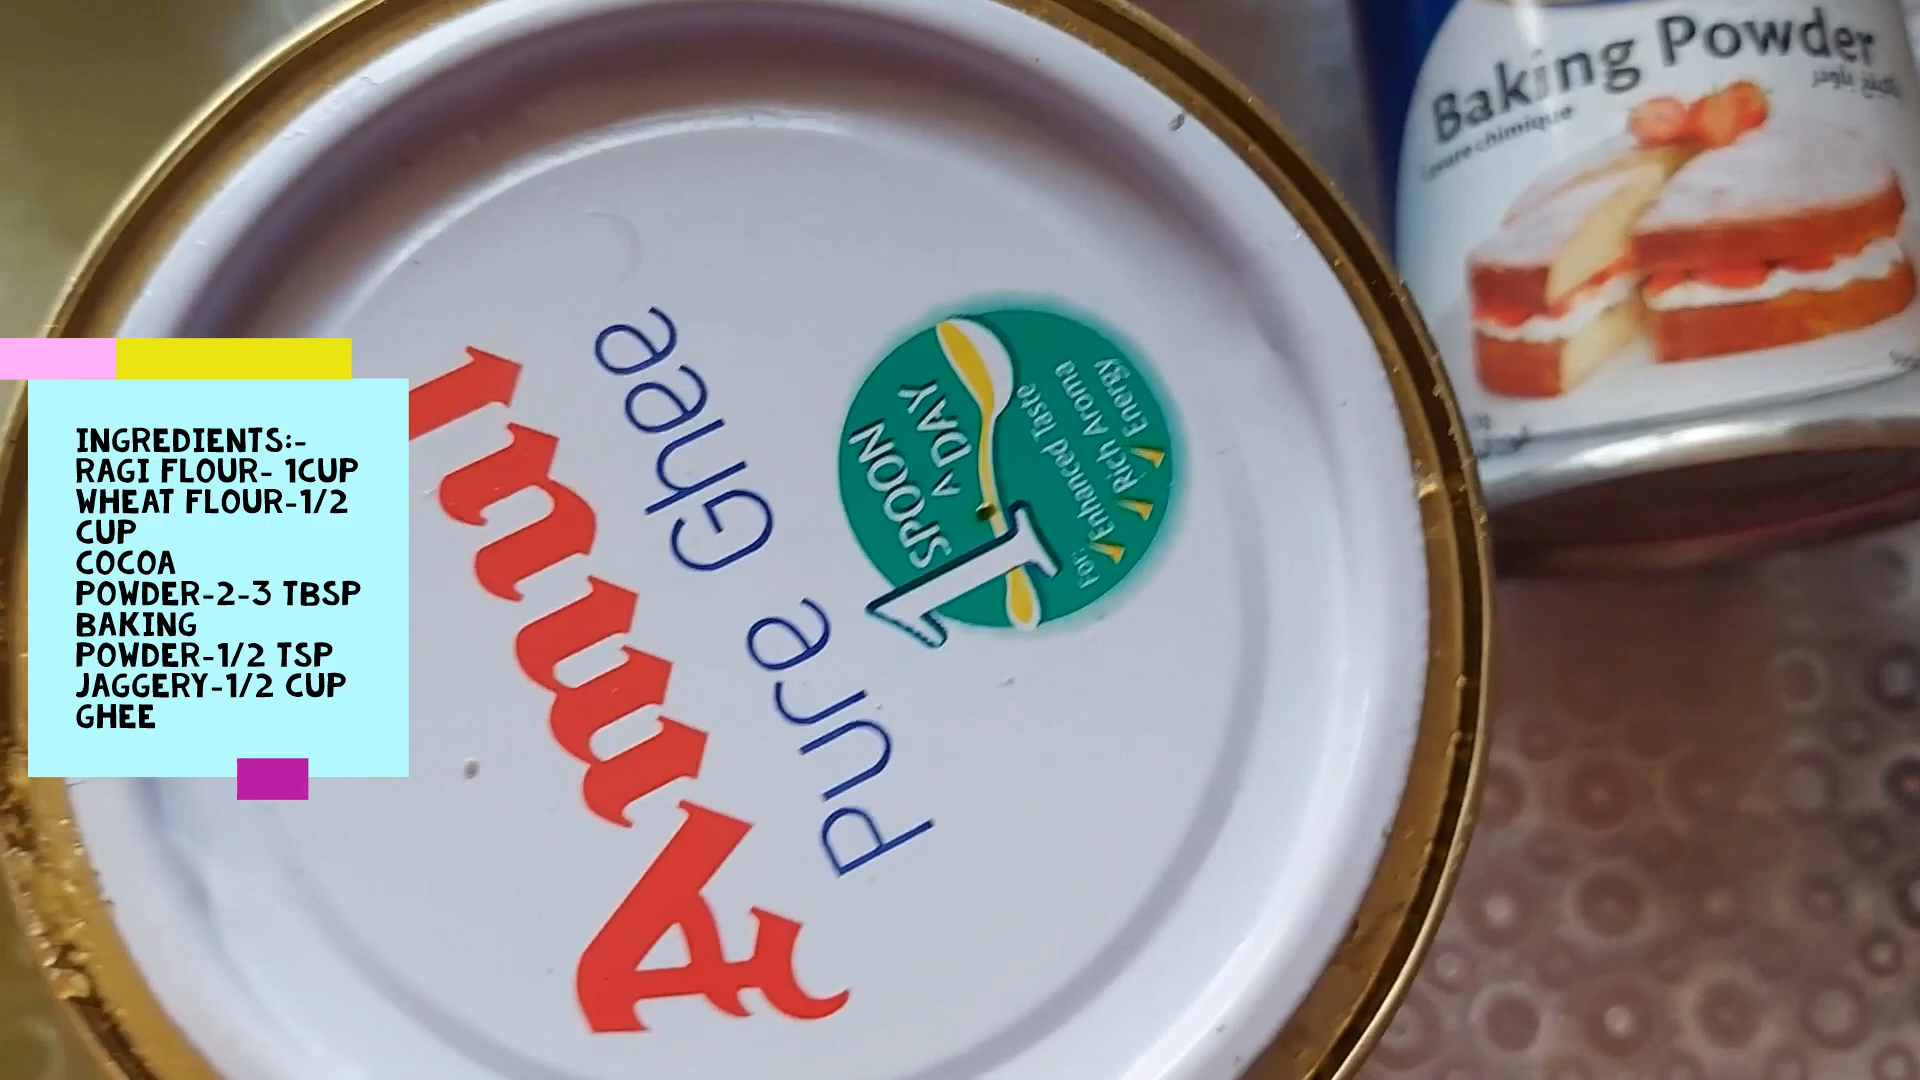 INGREDIENTS:-
RAGI FLOUR- 1CUP
WHEAT FLOUR-1/2
CUP
COCOA
POWDER-2-3 TBSP
BAKING
POWDER-1/2 TSP
JAGGERY-1/2 CUP
GHEE
Amul
Pure Ghee
1 SPOON
A DAY
For: Enhanced Taste
Rich Aroma
Energy
Baking Powder
باكينج باودر
Levure chimique